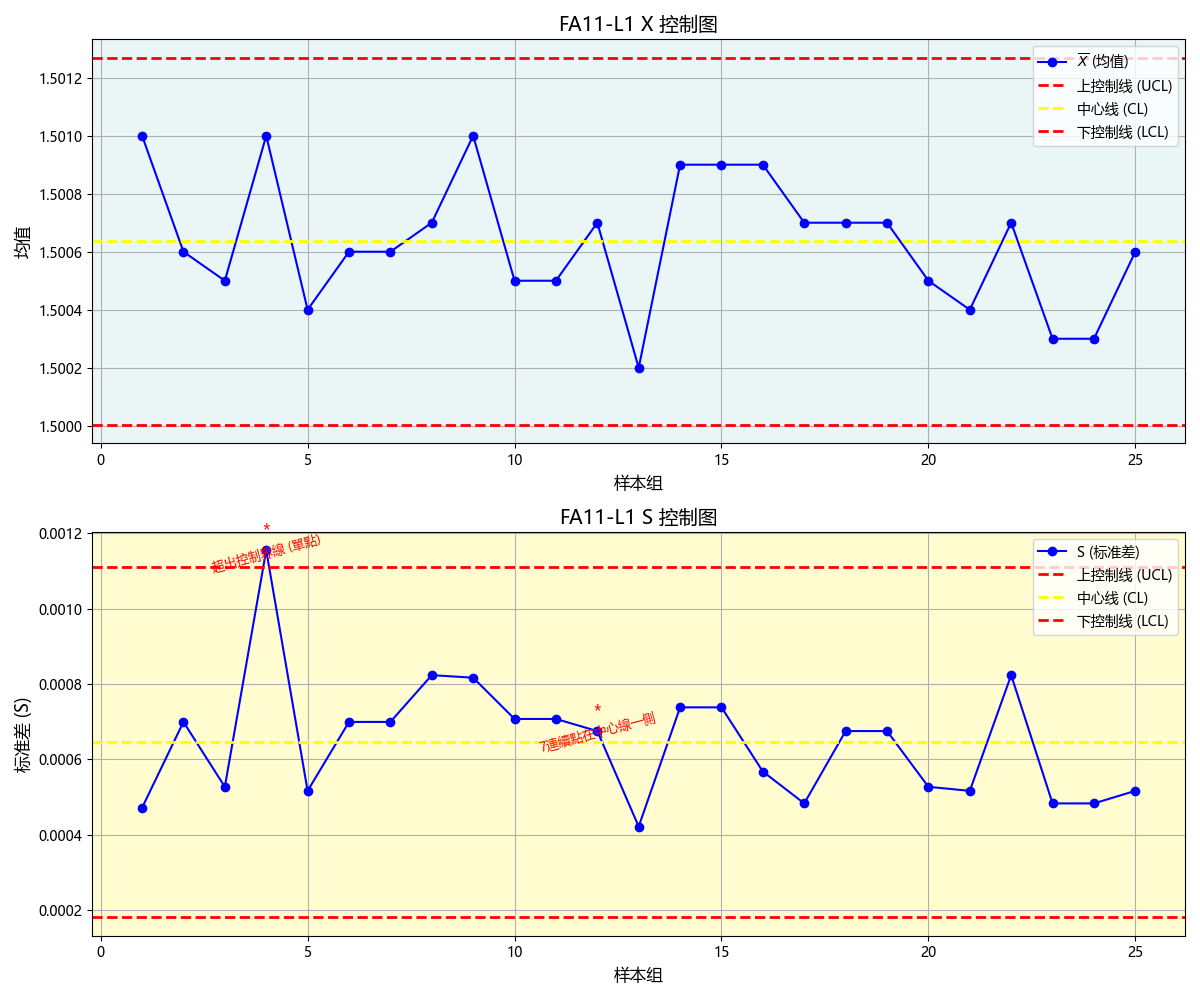 FA11-L1 X 控制图
均值
1.5012
1.5010
1.5008
1.5006
1.5004
1.5002
1.5000
X (均值)
上控制线 (UCL)
中心线 (CL)
下控制线 (LCL)
0 5 10 15 20 25
样本组
FA11-L1 S 控制图
标准差 (S)
0.0012
0.0010
0.0008
0.0006
0.0004
0.0002
*
超出控制界線 (單點)
*
7連續點在中心線一側
S (标准差)
上控制线 (UCL)
中心线 (CL)
下控制线 (LCL)
0 5 10 15 20 25
样本组